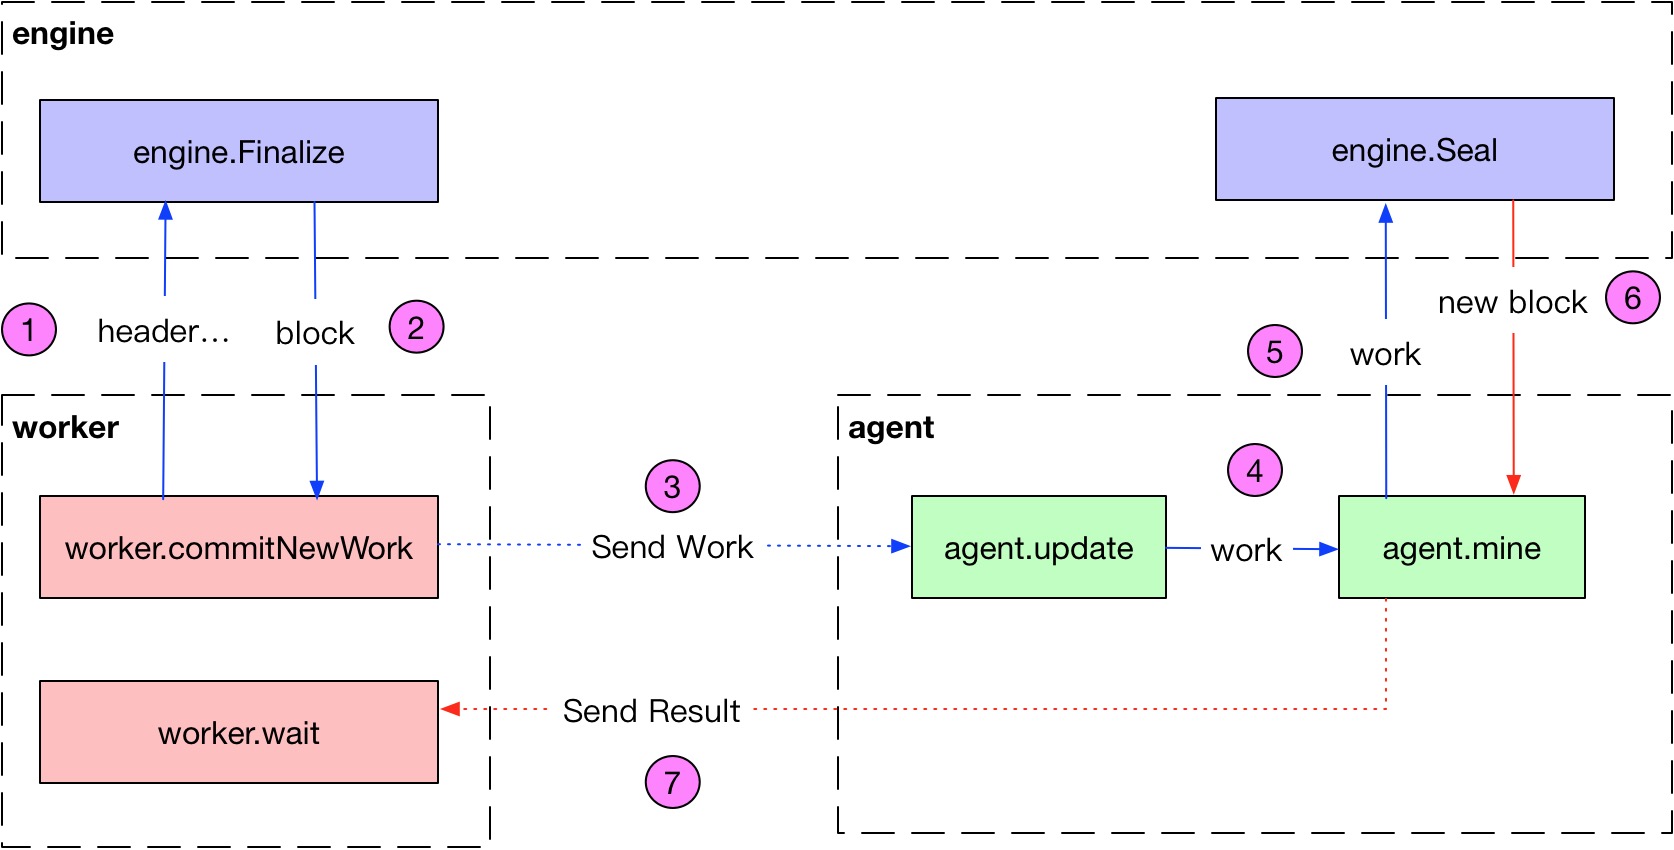 engine
engine.Finalize
engine.Seal
1
header...
block
2
5
work
new block
6
worker
agent
3
4
worker.commitNewWork
Send Work
agent.update
work
agent.mine
worker.wait
Send Result
7